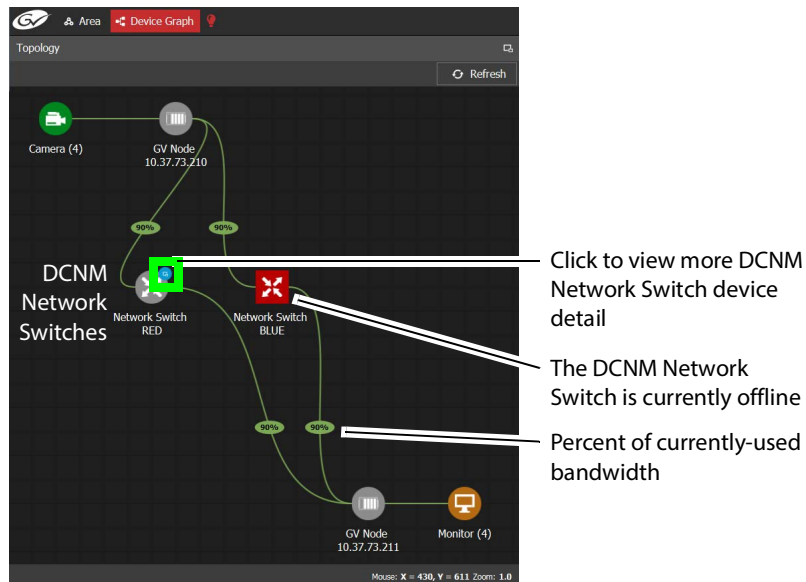 GV Area Device Graph
Topology
Refresh
Camera (4)
GV Node
10.37.73.210
90%
90%
DCNM
Network
Switches
Network Switch
RED
Network Switch
BLUE
Click to view more DCNM
Network Switch device
detail
The DCNM Network
Switch is currently offline
90%
90%
Percent of currently-used
bandwidth
GV Node
10.37.73.211
Monitor (4)
Mouse: X = 430, Y = 611 Zoom: 1.0